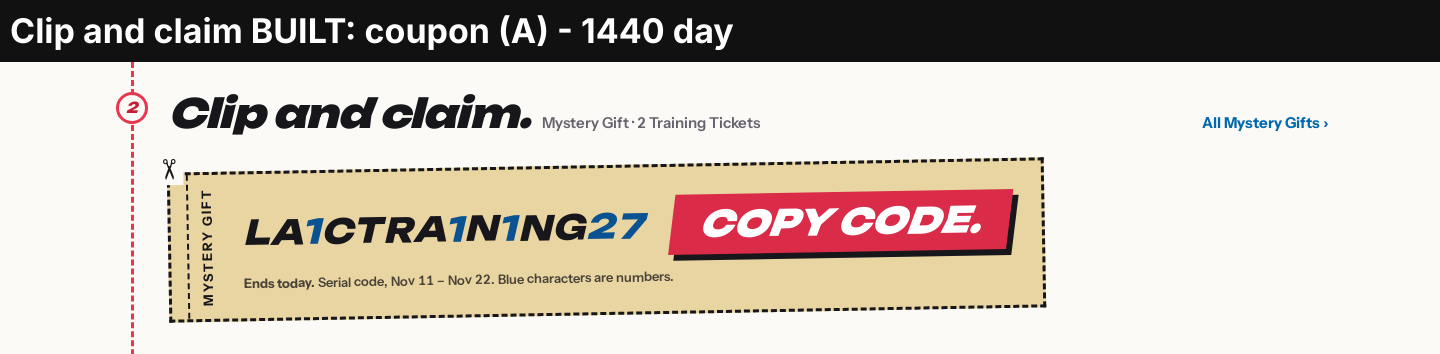 Clip and claim BUILT: coupon (A) - 1440 day
2
Clip and claim. Mystery Gift · 2 Training Tickets
All Mystery Gifts ›
MYSTERY GIFT
LA1CTRA1N1NG27
COPY CODE.
Ends today. Serial code, Nov 11 – Nov 22. Blue characters are numbers.